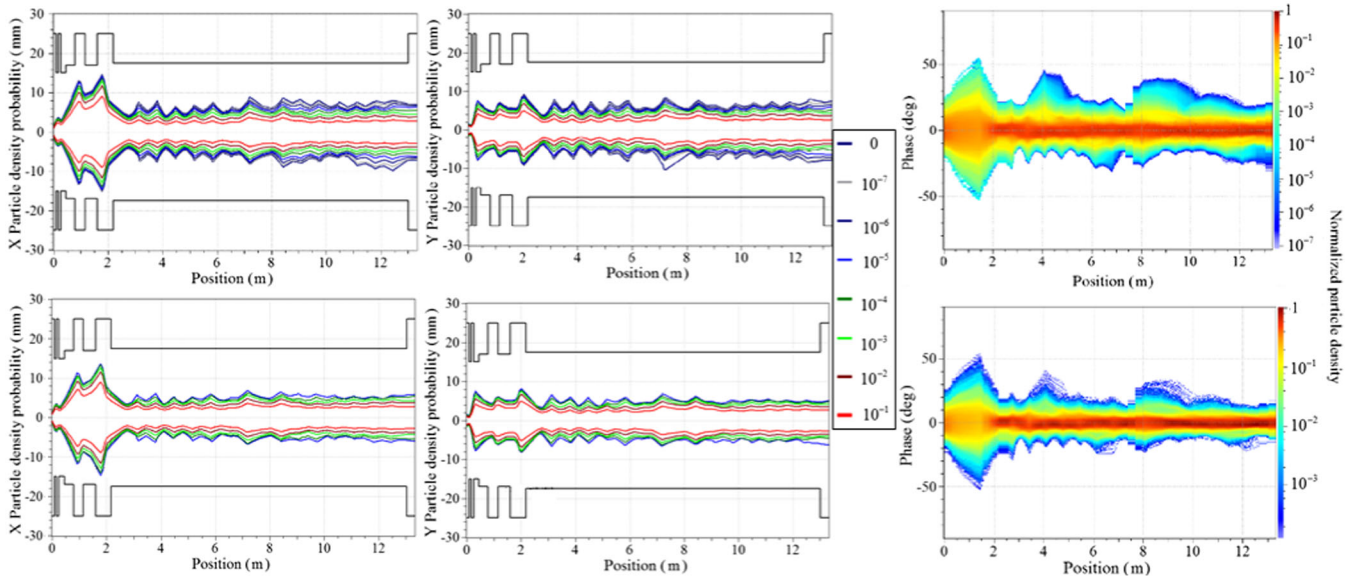 X Particle density probability (mm)
30
20
10
0
-10
-20
-30
0 2 4 6 8 10 12
Position (m)
Y Particle density probability (mm)
30
20
10
0
-10
-20
-30
0 2 4 6 8 10 12
Position (m)
0
10⁻⁷
10⁻⁶
10⁻⁵
10⁻⁴
10⁻³
10⁻²
10⁻¹
Phase (deg)
50
0
-50
0 2 4 6 8 10 12
Position (m)
1
10⁻¹
10⁻²
10⁻³
10⁻⁴
10⁻⁵
10⁻⁶
10⁻⁷
Normalized particle density
X Particle density probability (mm)
30
20
10
0
-10
-20
-30
0 2 4 6 8 10 12
Position (m)
Y Particle density probability (mm)
30
20
10
0
-10
-20
-30
0 2 4 6 8 10 12
Position (m)
Phase (deg)
50
0
-50
0 2 4 6 8 10 12
Position (m)
1
10⁻¹
10⁻²
10⁻³